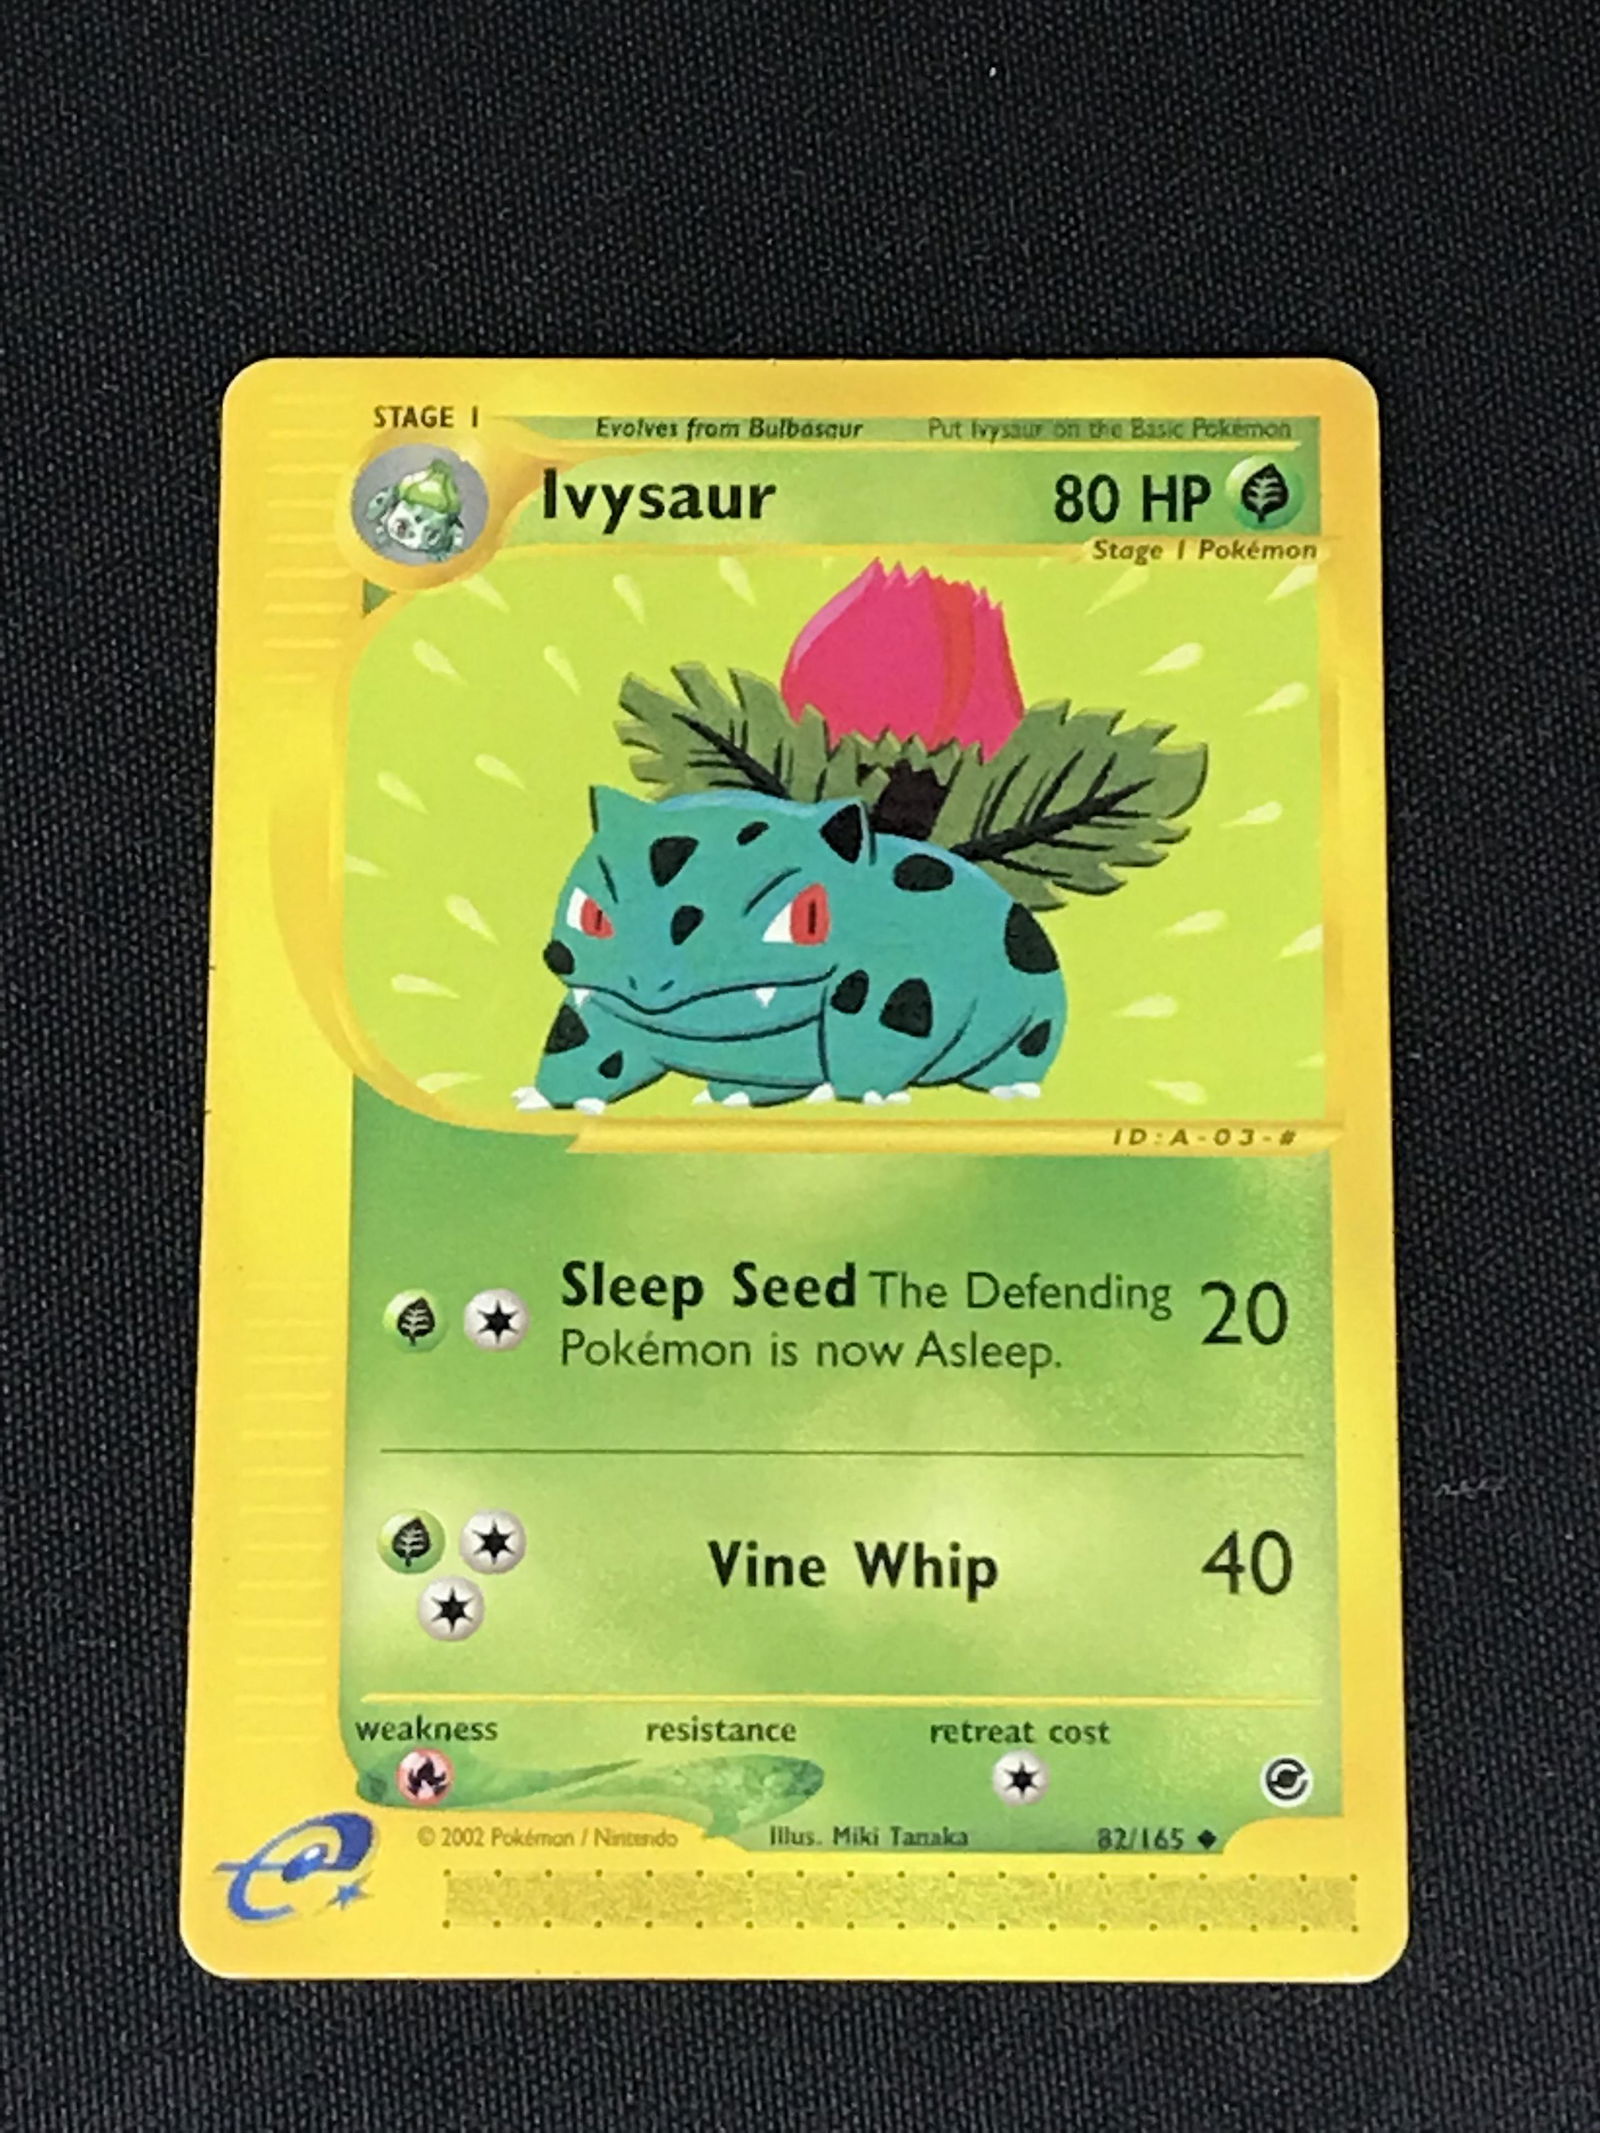 STAGE 1
Evolves from Bulbasaur Put Ivysaur on the Basic Pokémon
Ivysaur 80 HP
Stage 1 Pokémon
ID:A-03-#
Sleep Seed The Defending 20
Pokémon is now Asleep.
Vine Whip 40
weakness resistance retreat cost
© 2002 Pokémon / Nintendo Illus. Miki Tanaka 82/165 ◆